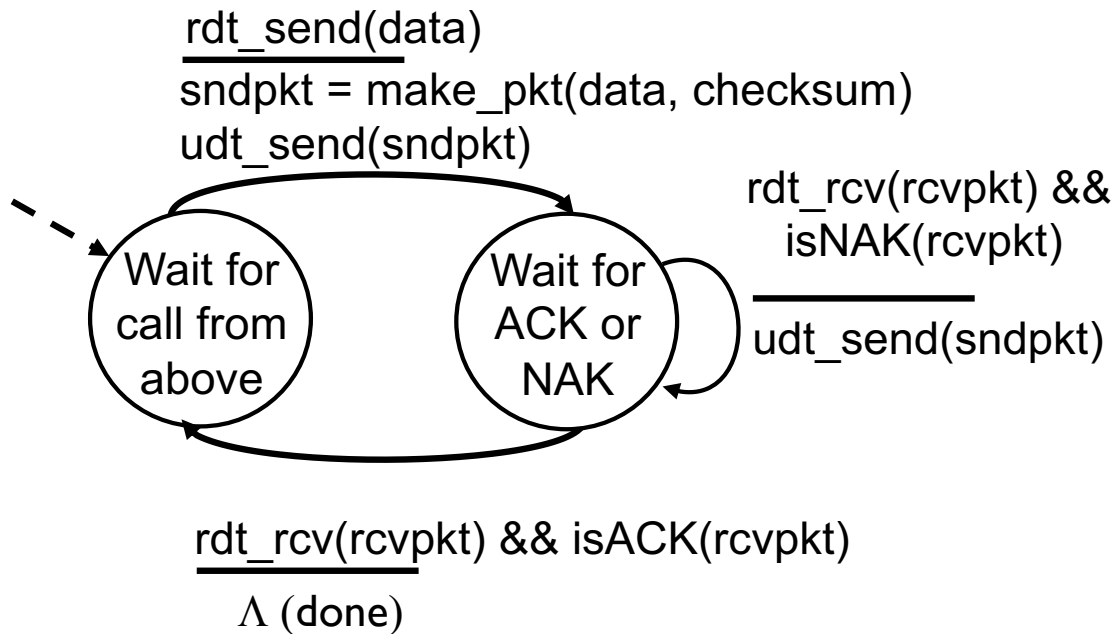 rdt_send(data)
sndpkt = make_pkt(data, checksum)
udt_send(sndpkt)
Wait for
call from
above
Wait for
ACK or
NAK
rdt_rcv(rcvpkt) &&
isNAK(rcvpkt)
udt_send(sndpkt)
rdt_rcv(rcvpkt) && isACK(rcvpkt)
Λ (done)